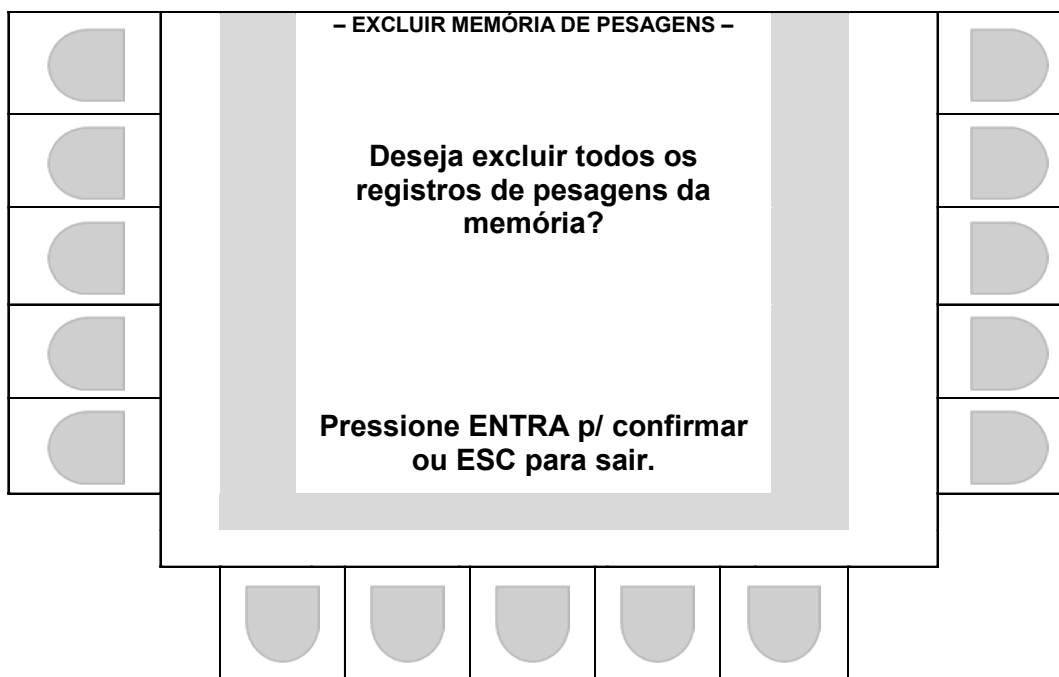 – EXCLUIR MEMÓRIA DE PESAGENS –
Deseja excluir todos os
registros de pesagens da
memória?
Pressione ENTRA p/ confirmar
ou ESC para sair.